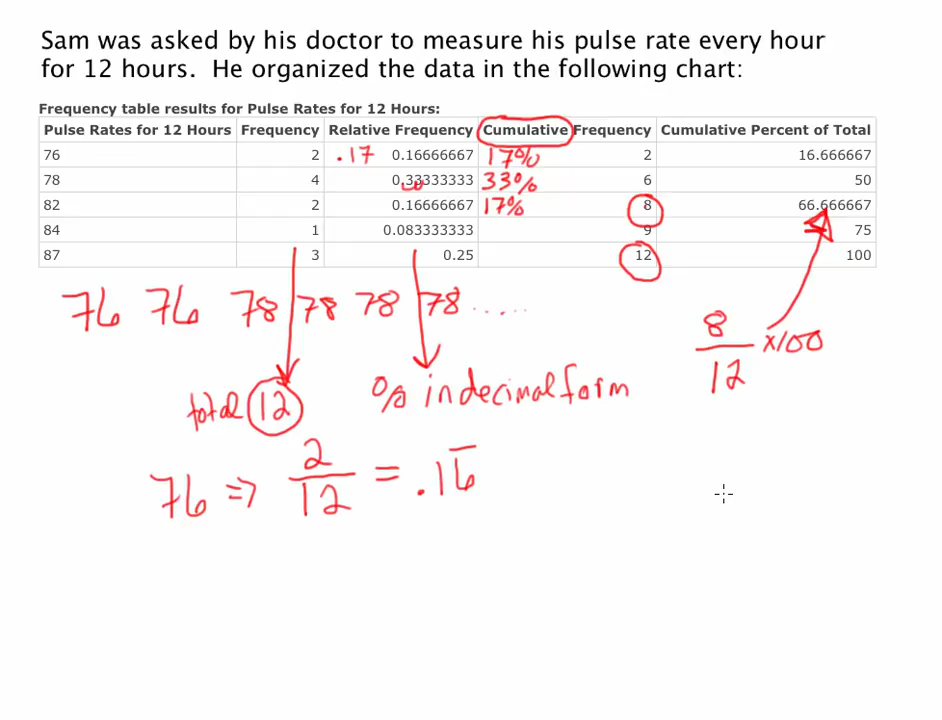 Sam was asked by his doctor to measure his pulse rate every hour
for 12 hours.  He organized the data in the following chart:
Frequency table results for Pulse Rates for 12 Hours:
Pulse Rates for 12 Hours Frequency Relative Frequency Cumulative Frequency Cumulative Percent of Total
76 2 .17 0.16666667 17% 2 16.666667
78 4 0.33333333 33% 6 50
82 2 0.16666667 17% 8 66.666667
84 1 0.083333333 9 75
87 3 0.25 12 100
76 76 78 78 78 78 ......
8/12 x100
total 12 % in decimal form
76 => 2/12 = .16̅